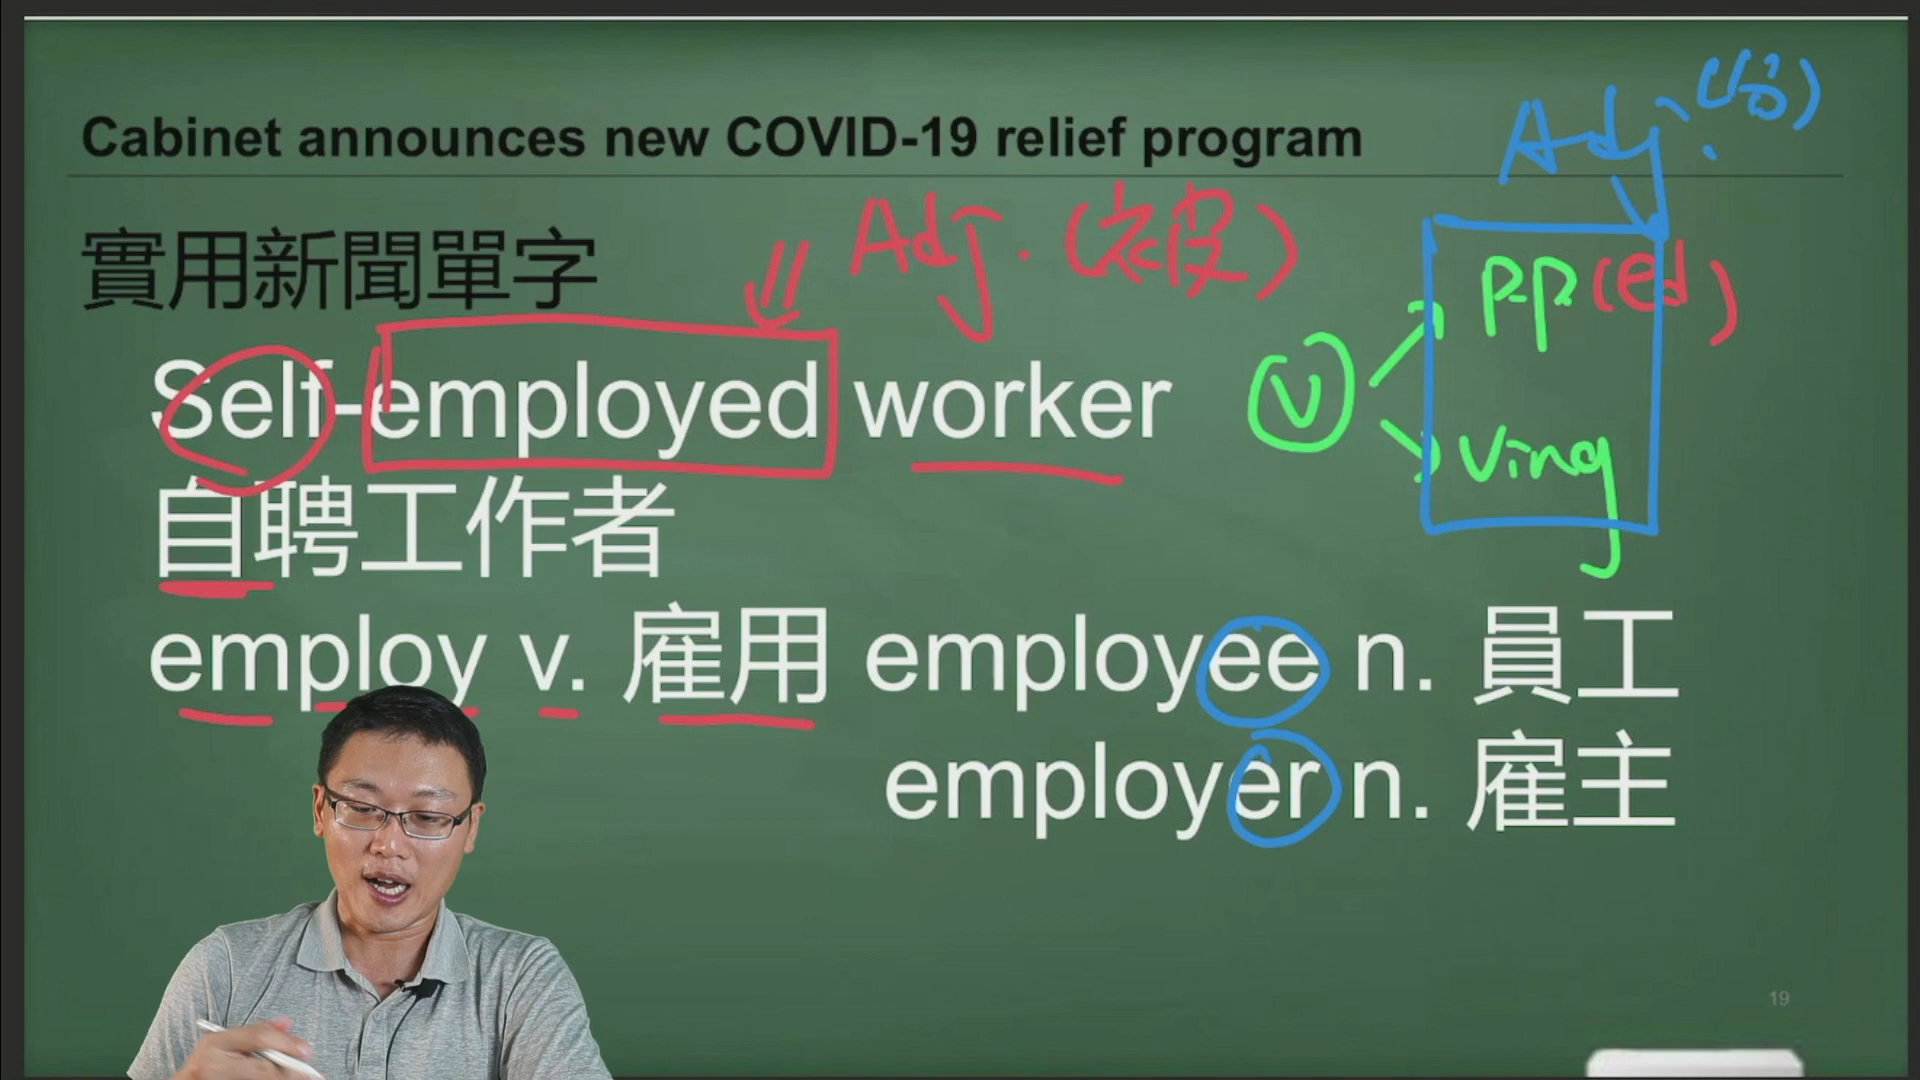 Cabinet announces new COVID-19 relief program
Adj. (的)
實用新聞單字
Adj. (被)
p.p (ed)
Self-employed worker
V
Ving
自聘工作者
employ v. 雇用 employee n. 員工
employer n. 雇主
19